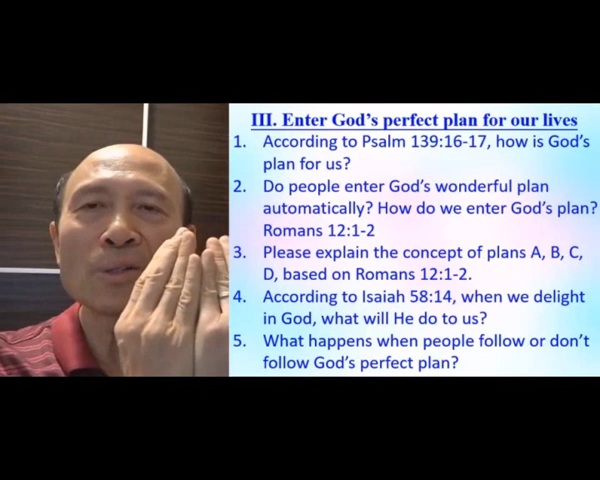 III. Enter God's perfect plan for our lives
1. According to Psalm 139:16-17, how is God's
plan for us?
2. Do people enter God's wonderful plan
automatically? How do we enter God's plan?
Romans 12:1-2
3. Please explain the concept of plans A, B, C,
D, based on Romans 12:1-2.
4. According to Isaiah 58:14, when we delight
in God, what will He do to us?
5. What happens when people follow or don't
follow God's perfect plan?